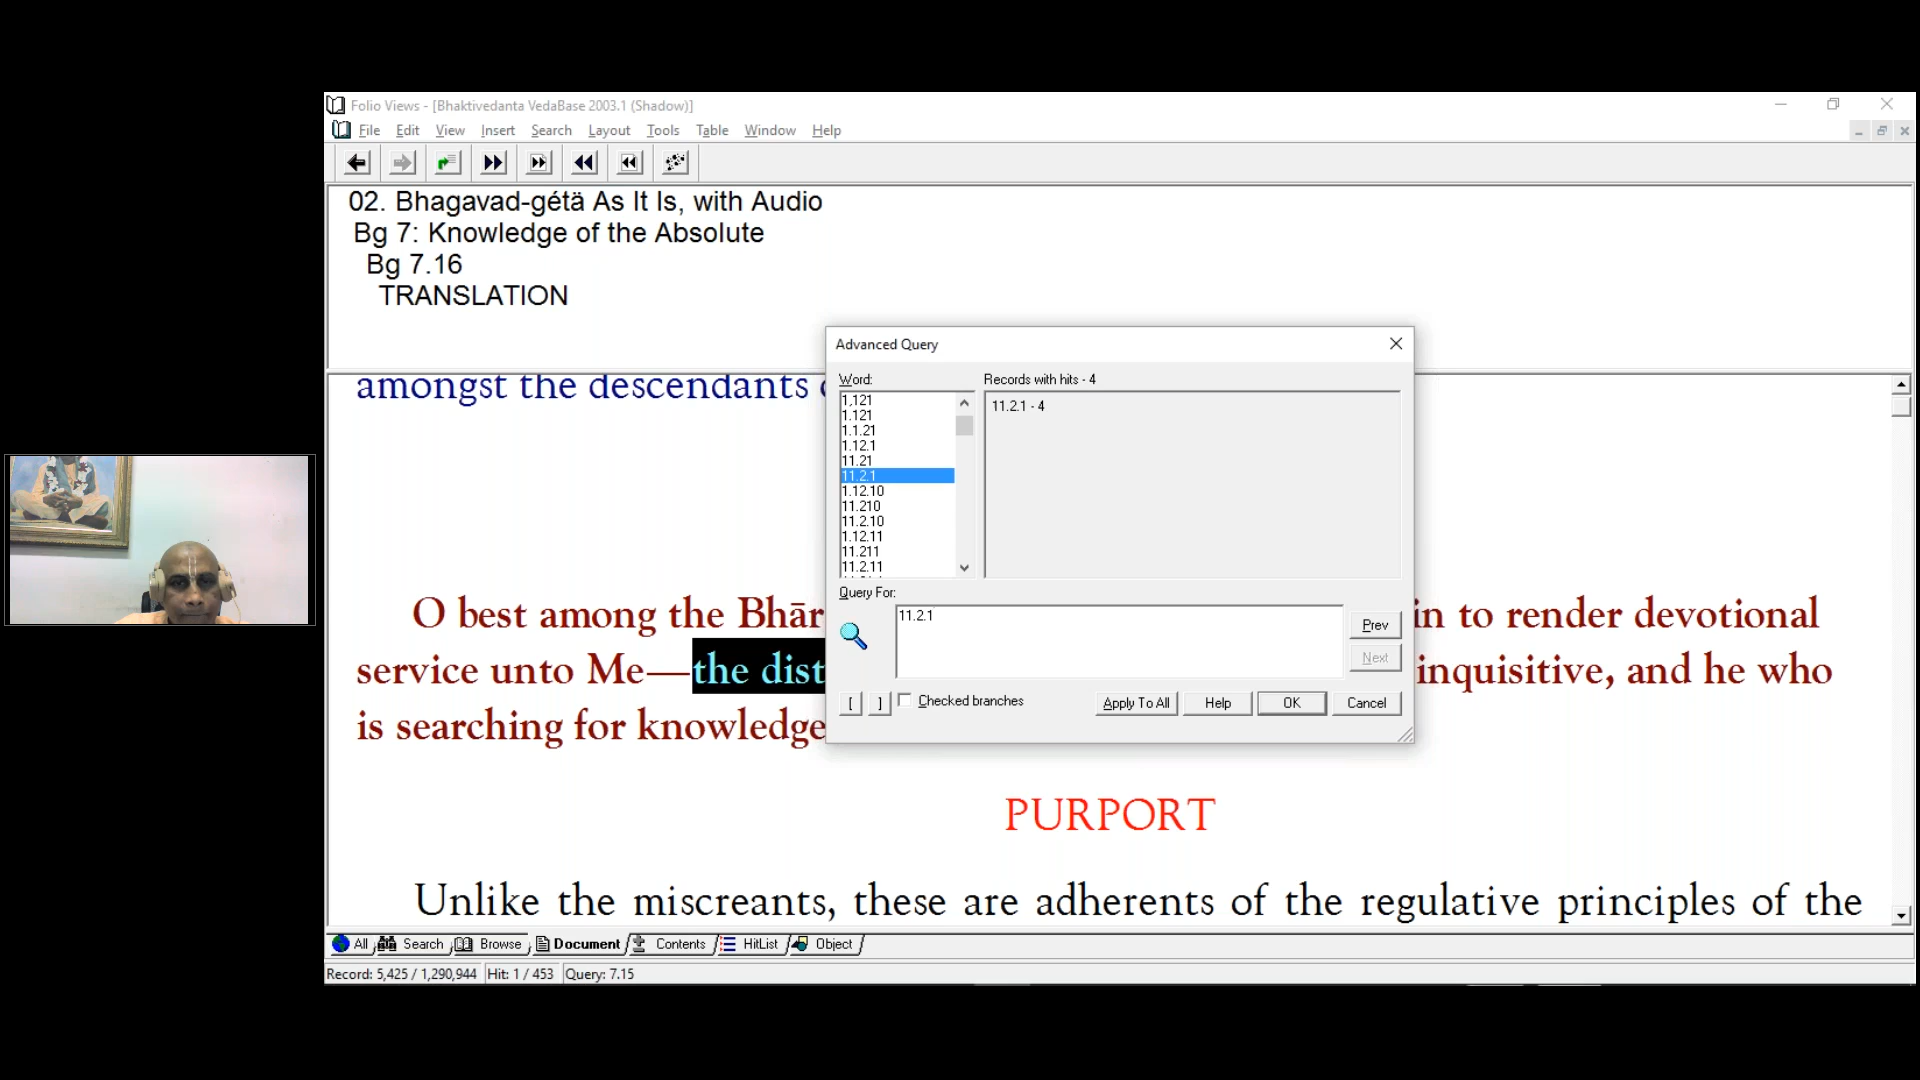 Folio Views - [Bhaktivedanta VedaBase 2003.1 (Shadow)]
File Edit View Insert Search Layout Tools Table Window Help
02. Bhagavad-gétä As It Is, with Audio
Bg 7: Knowledge of the Absolute
Bg 7.16
TRANSLATION
amongst the descendants
O best among the Bhār
in to render devotional
service unto Me—the dist
inquisitive, and he who
is searching for knowledge
PURPORT
Unlike the miscreants, these are adherents of the regulative principles of the
Advanced Query
Word:
Records with hits - 4
1,121
1.121
1.1.21
1.12.1
11.21
11.2.1
1.12.10
11.210
11.2.10
1.12.11
11.211
11.2.11
11.2.1 - 4
Query For:
11.2.1
Prev
Next
[ ] Checked branches Apply To All Help OK Cancel
All Search Browse Document Contents HitList Object
Record: 5,425 / 1,290,944 Hit: 1 / 453 Query: 7.15